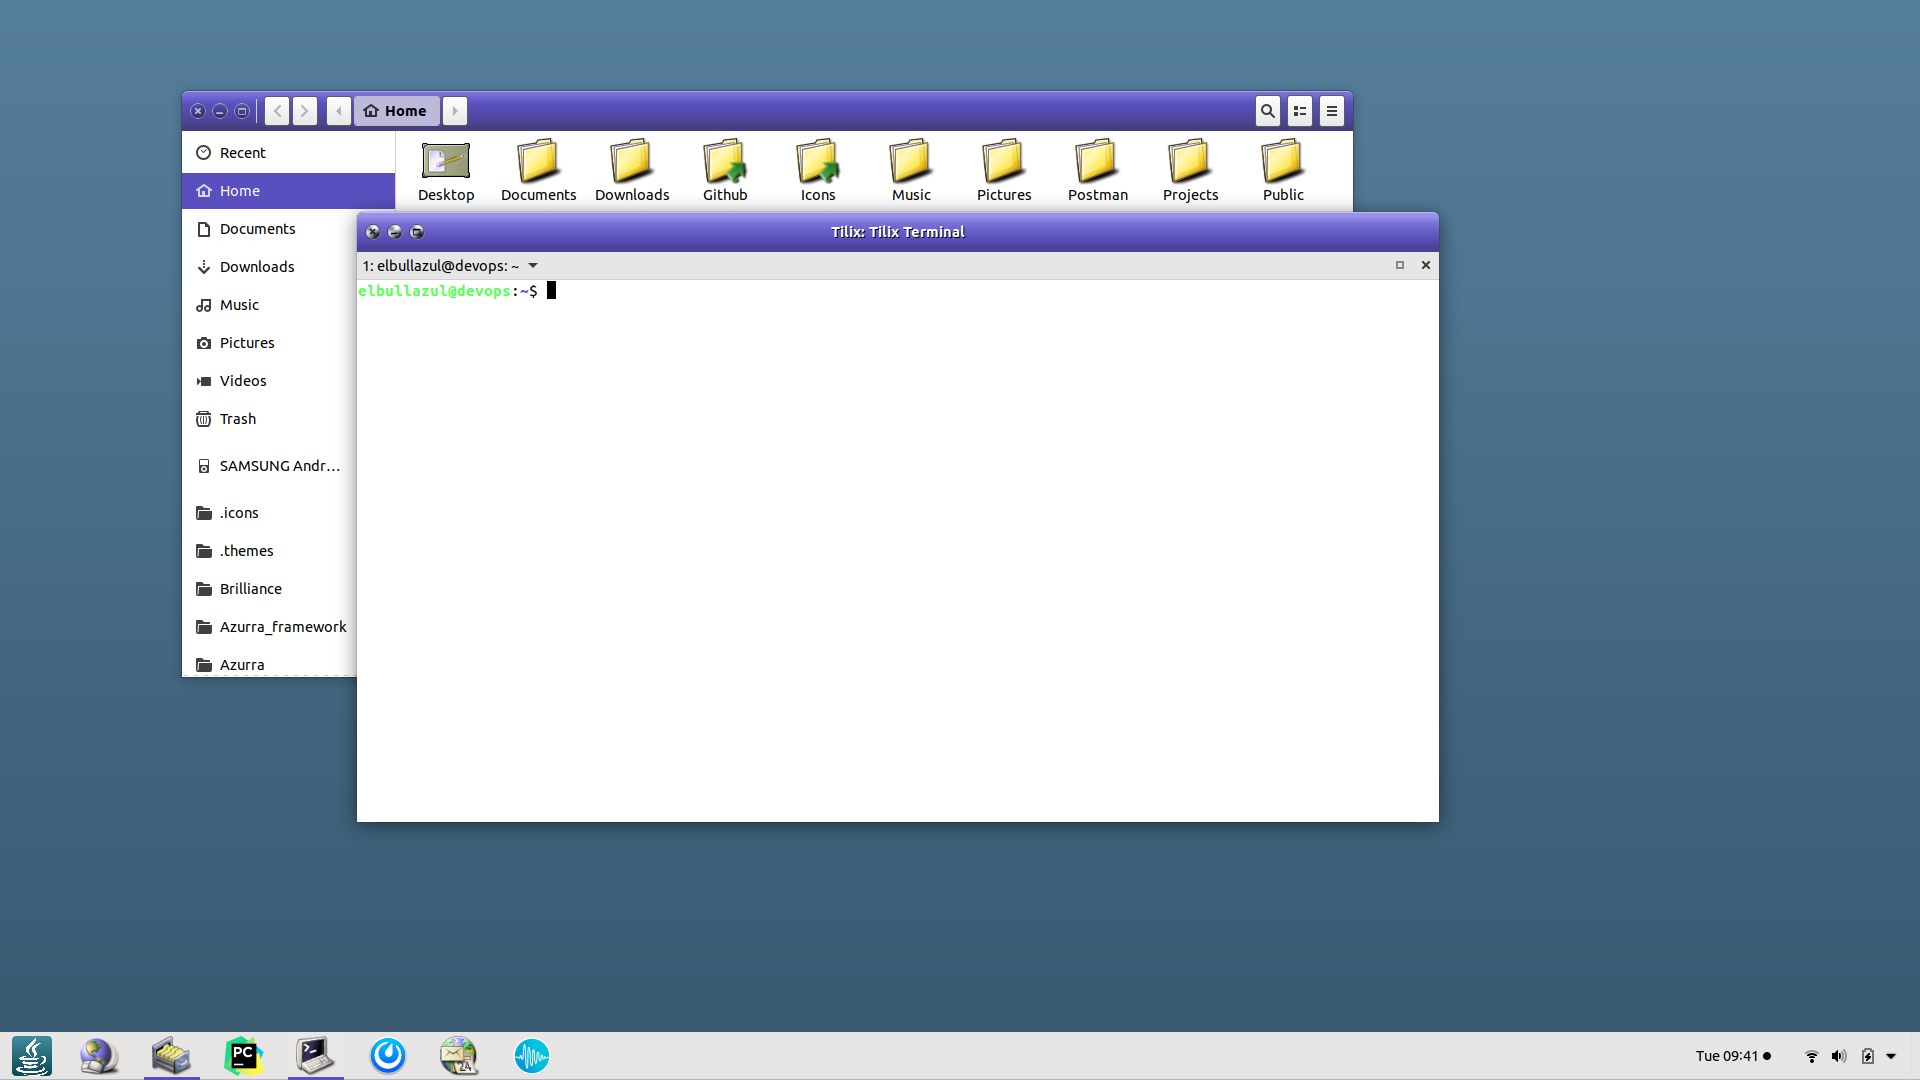 Home
Recent
Home
Documents
Downloads
Music
Pictures
Videos
Trash
SAMSUNG Andr…
.icons
.themes
Brilliance
Azurra_framework
Azurra
Desktop
Documents
Downloads
Github
Icons
Music
Pictures
Postman
Projects
Public
Tilix: Tilix Terminal
1: elbullazul@devops: ~
elbullazul@devops:~$
PC
Tue 09:41